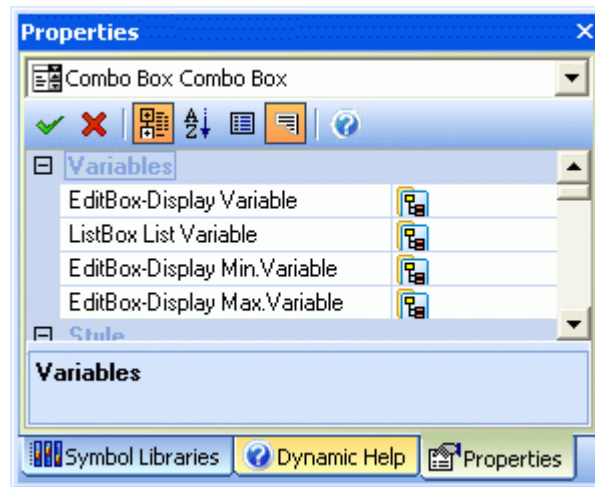 Properties
Combo Box Combo Box
Variables
EditBox-Display Variable
ListBox List Variable
EditBox-Display Min.Variable
EditBox-Display Max.Variable
Style
Variables
Symbol Libraries Dynamic Help Properties